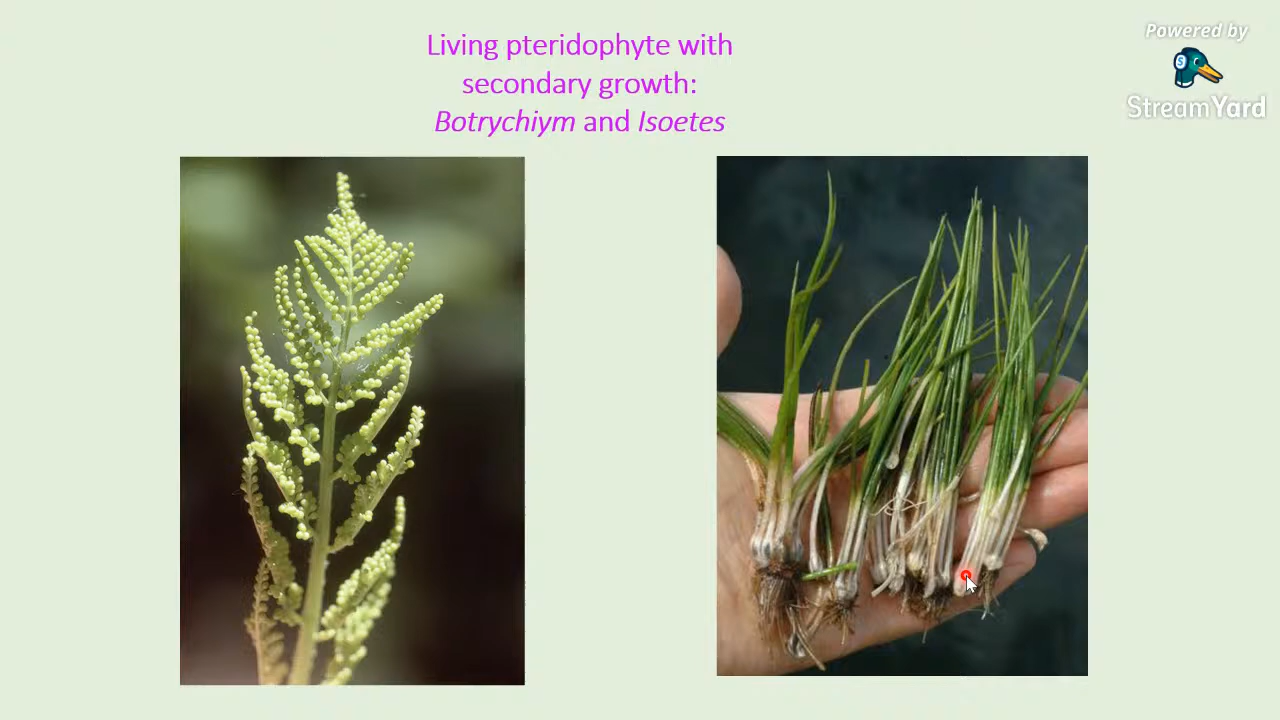 Living pteridophyte with
secondary growth:
Botrychiym and Isoetes
Powered by
S
StreamYard